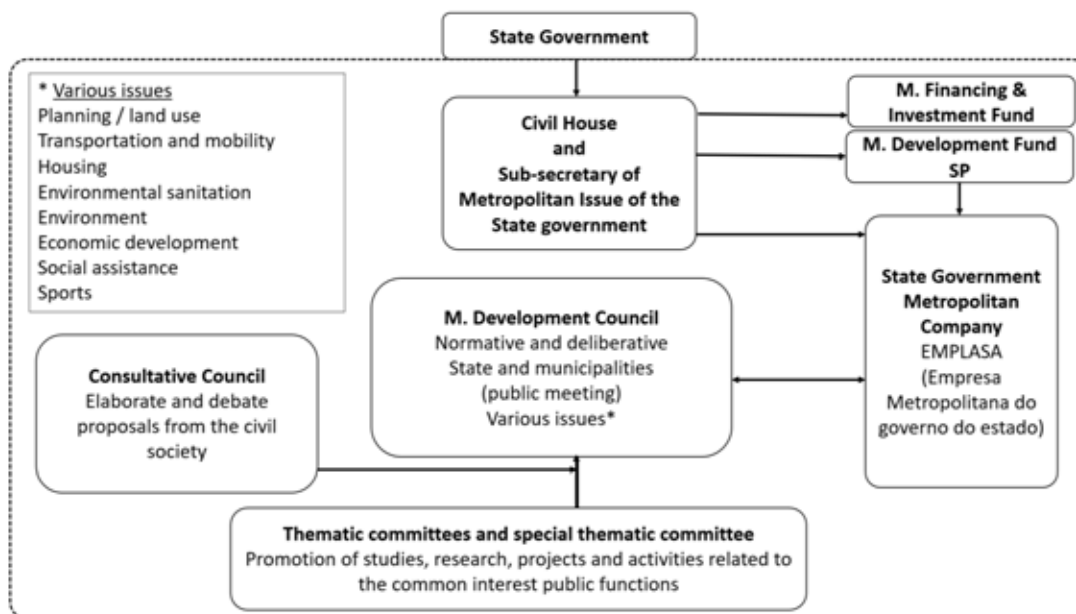 State Government
* Various issues
Planning / land use
Transportation and mobility
Housing
Environmental sanitation
Environment
Economic development
Social assistance
Sports
Civil House
and
Sub-secretary of
Metropolitan Issue of the
State government
M. Financing &
Investment Fund
M. Development Fund
SP
State Government
Metropolitan
Company
EMPLASA
(Empresa
Metropolitana do
governo do estado)
M. Development Council
Normative and deliberative
State and municipalities
(public meeting)
Various issues*
Consultative Council
Elaborate and debate
proposals from the civil
society
Thematic committees and special thematic committee
Promotion of studies, research, projects and activities related to
the common interest public functions